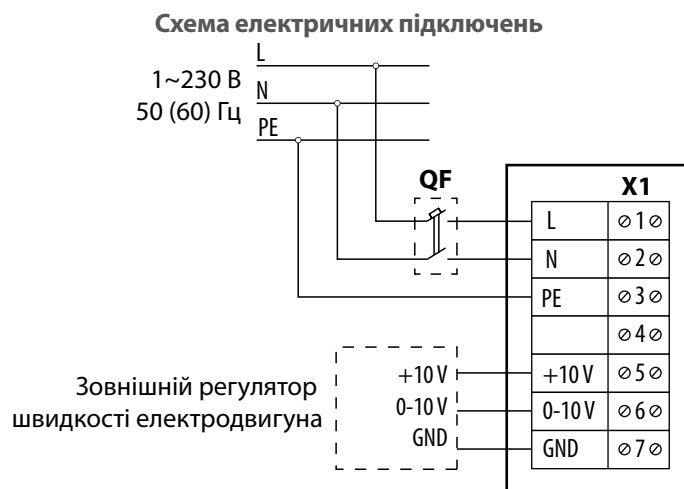 Схема електричних підключень
L
1~230 В
N
50 (60) Гц
PE
QF
X1
L 1
N 2
PE 3
4
+10 V +10 V 5
Зовнішній регулятор
0-10 V 0-10 V 6
швидкості електродвигуна
GND GND 7